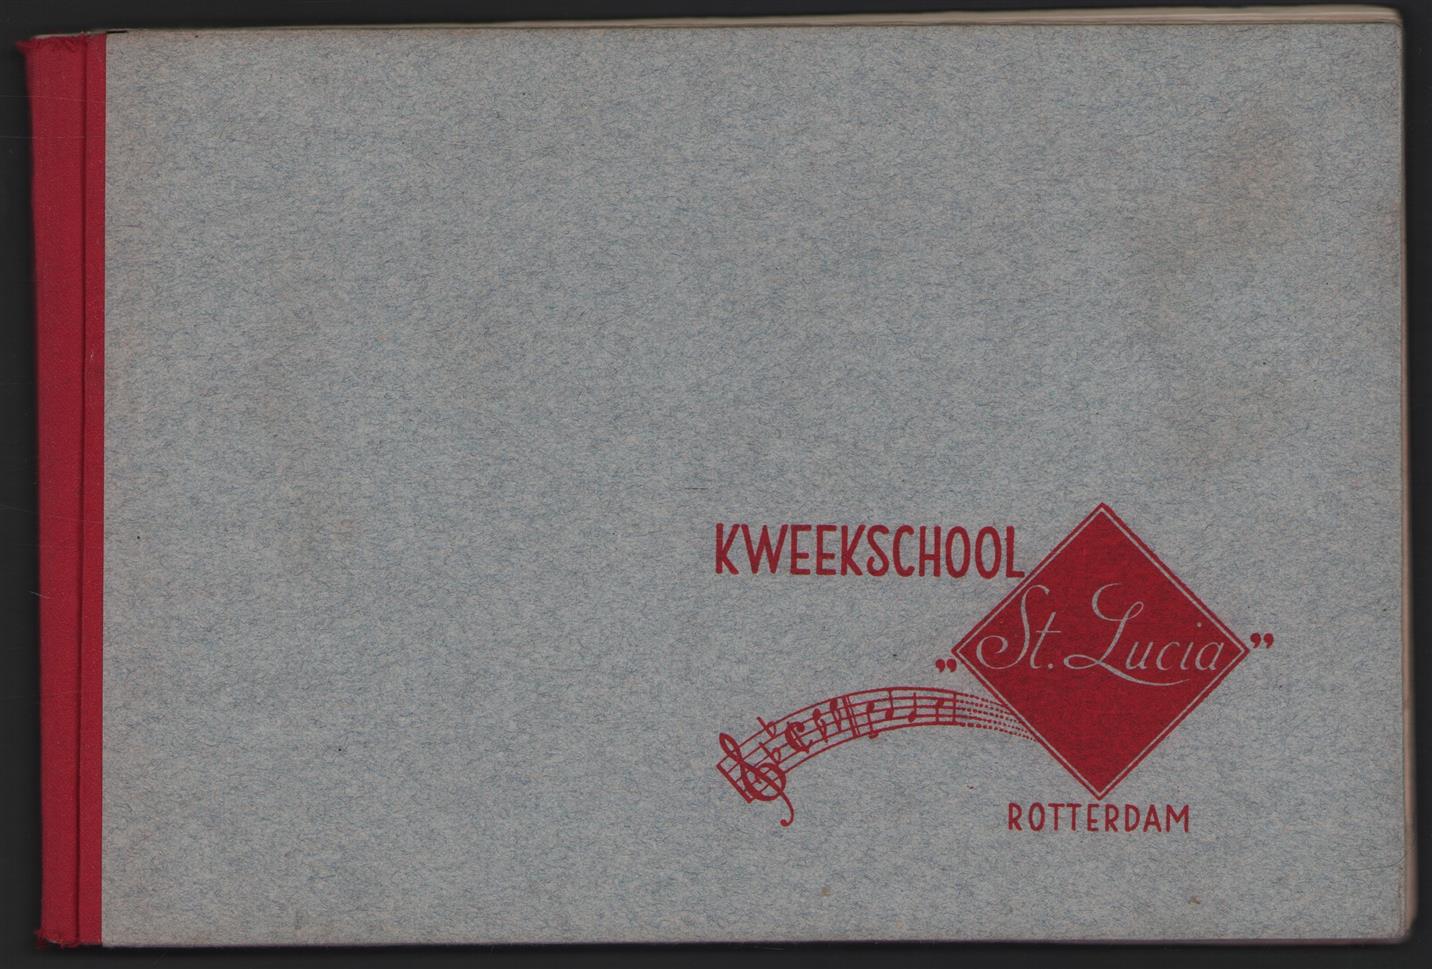 KWEEKSCHOOL
„St. Lucia”
ROTTERDAM